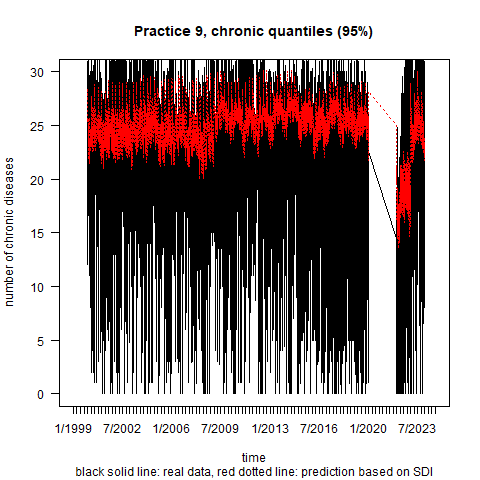 Practice 9, chronic quantiles (95%)
number of chronic diseases
30
25
20
15
10
5
0
1/1999 7/2002 1/2006 7/2009 1/2013 7/2016 1/2020 7/2023
time
black solid line: real data, red dotted line: prediction based on SDI